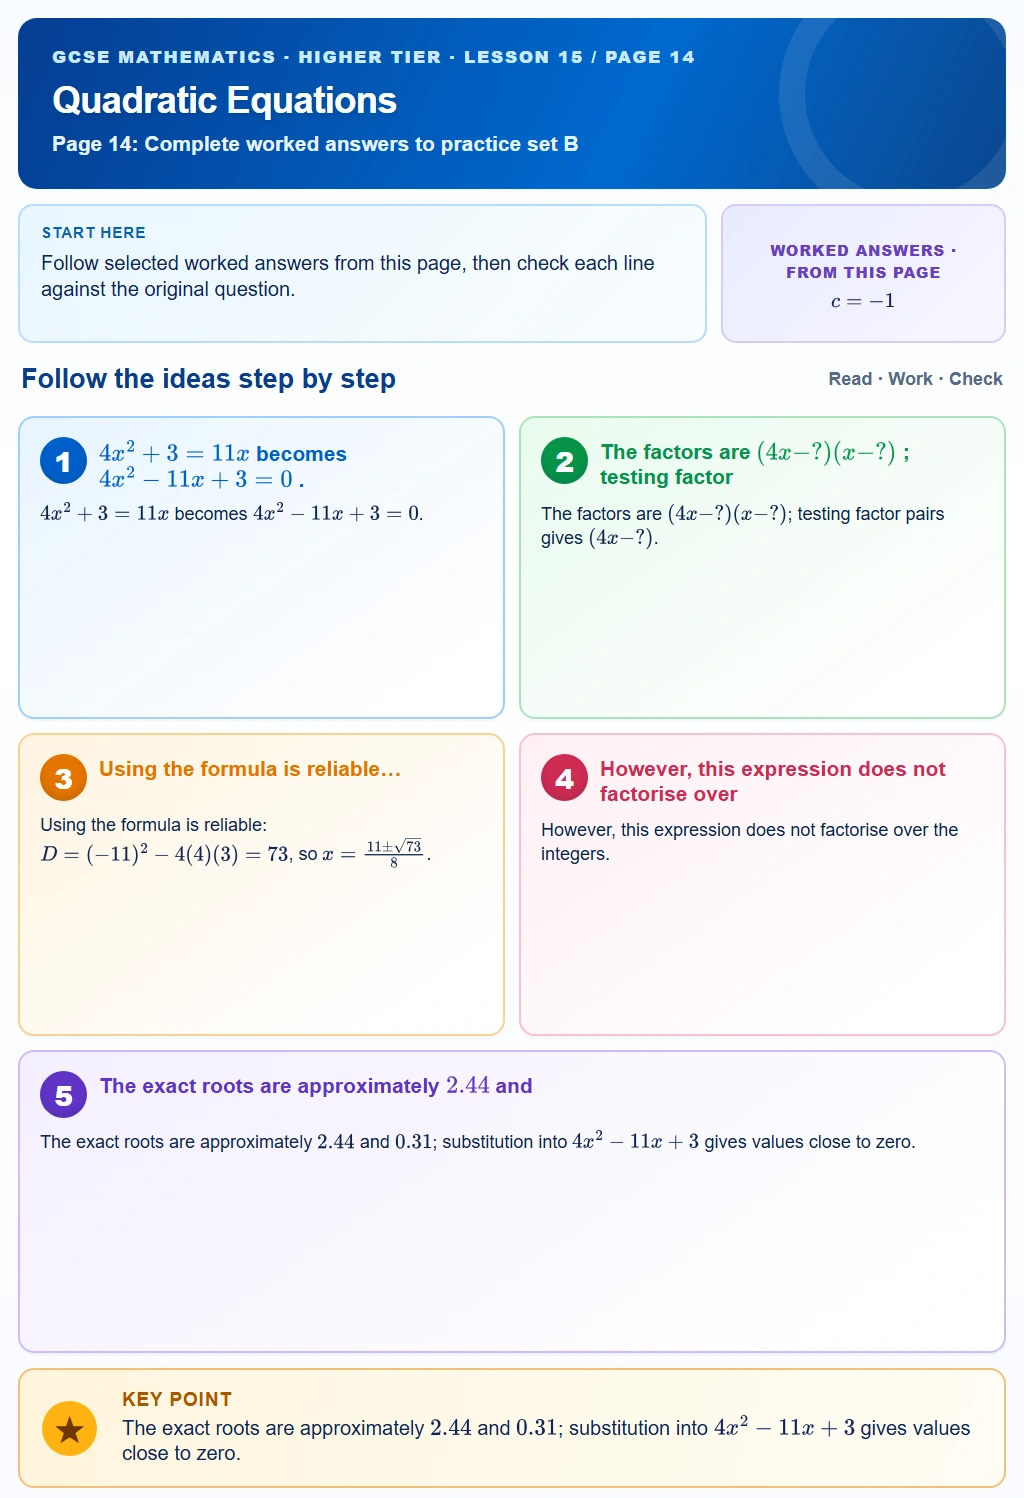 GCSE MATHEMATICS · HIGHER TIER · LESSON 15 / PAGE 14
Quadratic Equations
Page 14: Complete worked answers to practice set B
START HERE
Follow selected worked answers from this page, then check each line
against the original question.
WORKED ANSWERS ·
FROM THIS PAGE
c = −1
Follow the ideas step by step
Read · Work · Check
1
4x² + 3 = 11x becomes
4x² − 11x + 3 = 0 .
4x² + 3 = 11x becomes 4x² − 11x + 3 = 0.
2
The factors are (4x−?)(x−?) ;
testing factor
The factors are (4x−?)(x−?); testing factor pairs
gives (4x−?).
3
Using the formula is reliable…
Using the formula is reliable:
D = (−11)² − 4(4)(3) = 73, so x = (11±√73)/8 .
4
However, this expression does not
factorise over
However, this expression does not factorise over the
integers.
5
The exact roots are approximately 2.44 and
The exact roots are approximately 2.44 and 0.31; substitution into 4x² − 11x + 3 gives values close to zero.
KEY POINT
The exact roots are approximately 2.44 and 0.31; substitution into 4x² − 11x + 3 gives values
close to zero.